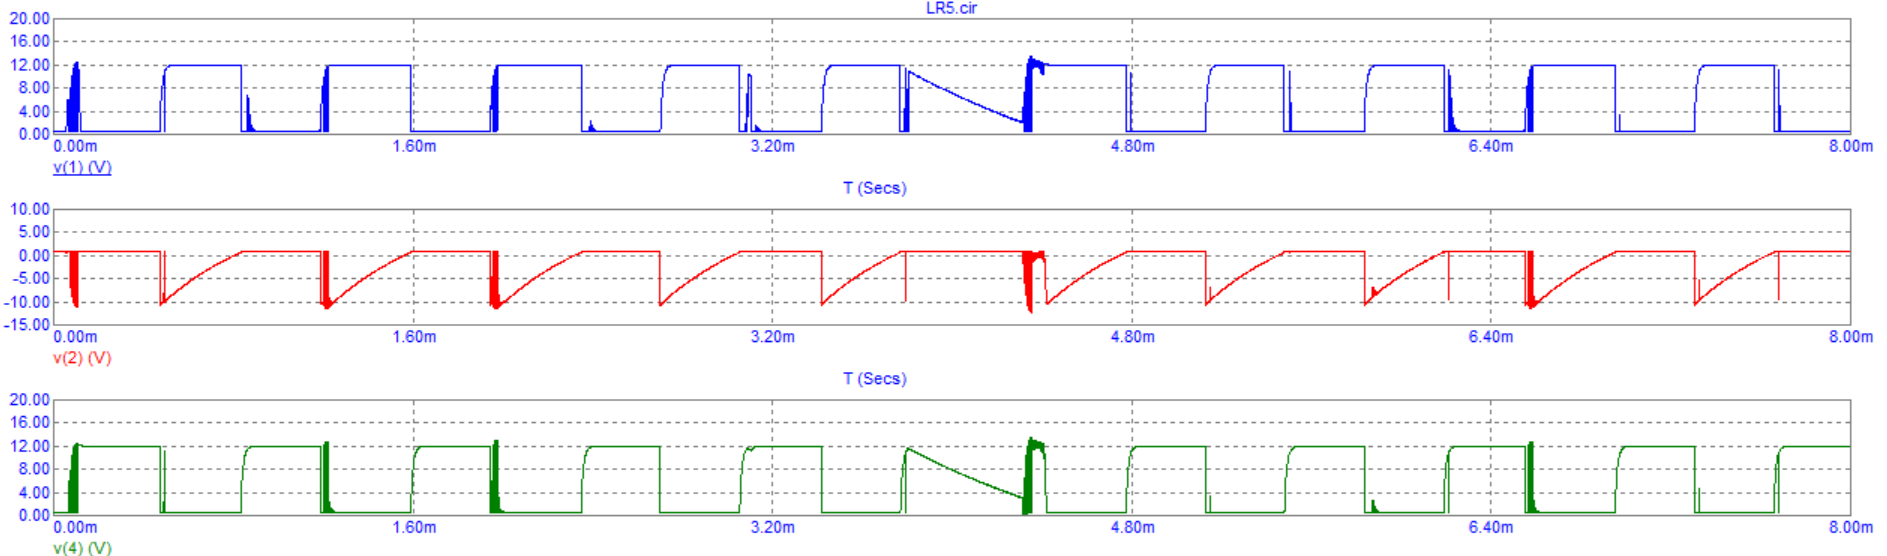 LR5.cir
20.00
16.00
12.00
8.00
4.00
0.00
0.00m 1.60m 3.20m 4.80m 6.40m 8.00m
v(1) (V)
T (Secs)
10.00
5.00
0.00
-5.00
-10.00
-15.00
0.00m 1.60m 3.20m 4.80m 6.40m 8.00m
v(2) (V)
T (Secs)
20.00
16.00
12.00
8.00
4.00
0.00
0.00m 1.60m 3.20m 4.80m 6.40m 8.00m
v(4) (V)